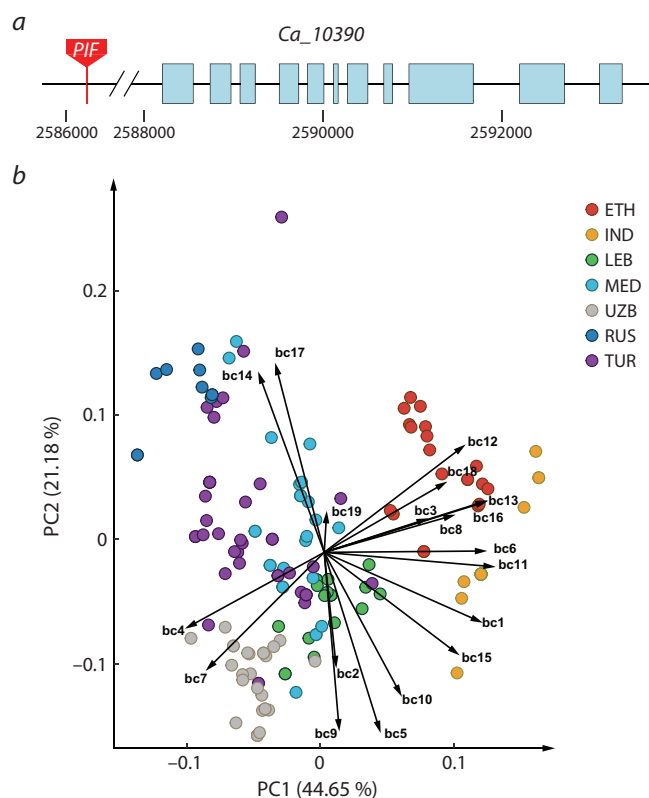 a
Ca_10390
PIF
2586000 2588000 2590000 2592000
b
ETH
IND
LEB
MED
UZB
RUS
TUR
0.2
0.1
0
−0.1
PC2 (21.18 %)
bc17
bc14
bc12
bc18
bc13
bc19
bc3
bc16
bc8
bc6
bc11
bc1
bc4
bc15
bc7
bc2
bc10
bc9
bc5
−0.1 0 0.1
PC1 (44.65 %)